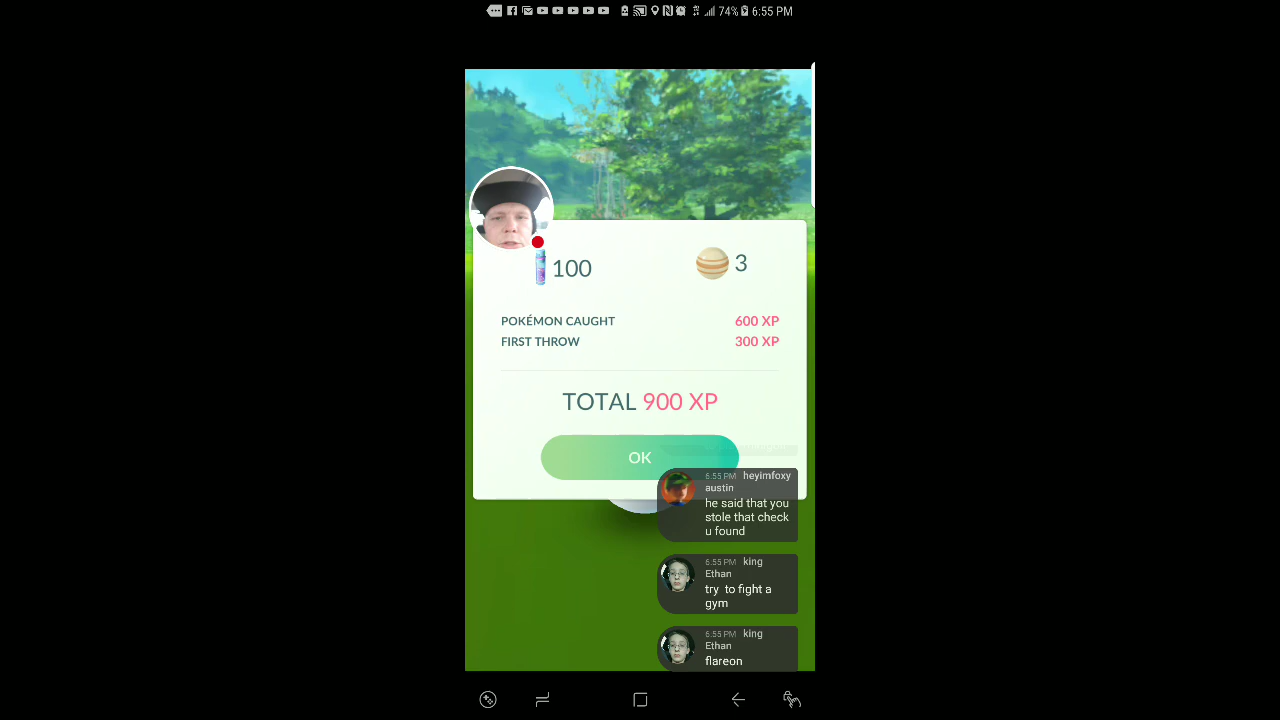 74% 6:55 PM
100
3
POKÉMON CAUGHT 600 XP
FIRST THROW 300 XP
TOTAL 900 XP
OK
6:55 PM heyimfoxy
austin
he said that you
stole that check
u found
6:55 PM king
Ethan
try to fight a
gym
6:55 PM king
Ethan
flareon